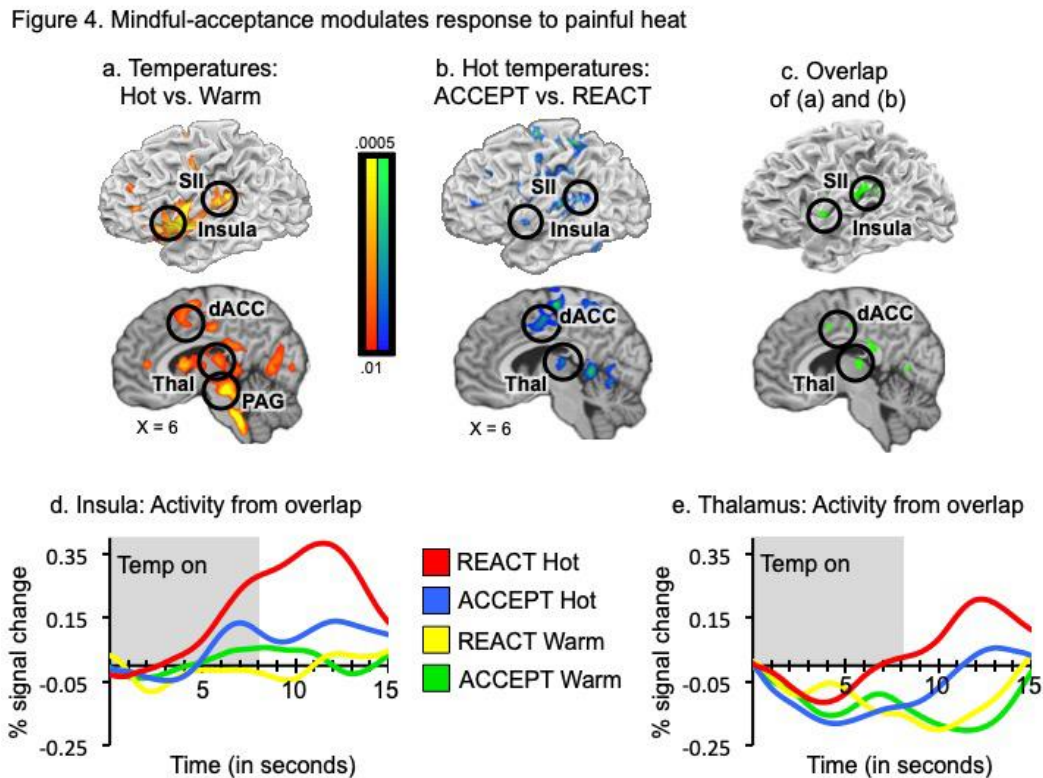 Figure 4. Mindful-acceptance modulates response to painful heat
a. Temperatures:
Hot vs. Warm
b. Hot temperatures:
ACCEPT vs. REACT
c. Overlap
of (a) and (b)
SII
Insula
.0005
.01
SII
Insula
SII
Insula
dACC
Thal
PAG
X = 6
dACC
Thal
X = 6
dACC
Thal
d. Insula: Activity from overlap
% signal change
0.35
0.15
-0.05
-0.25
Temp on
5
10
15
Time (in seconds)
REACT Hot
ACCEPT Hot
REACT Warm
ACCEPT Warm
e. Thalamus: Activity from overlap
% signal change
0.35
0.15
-0.05
-0.25
Temp on
5
10
15
Time (in seconds)